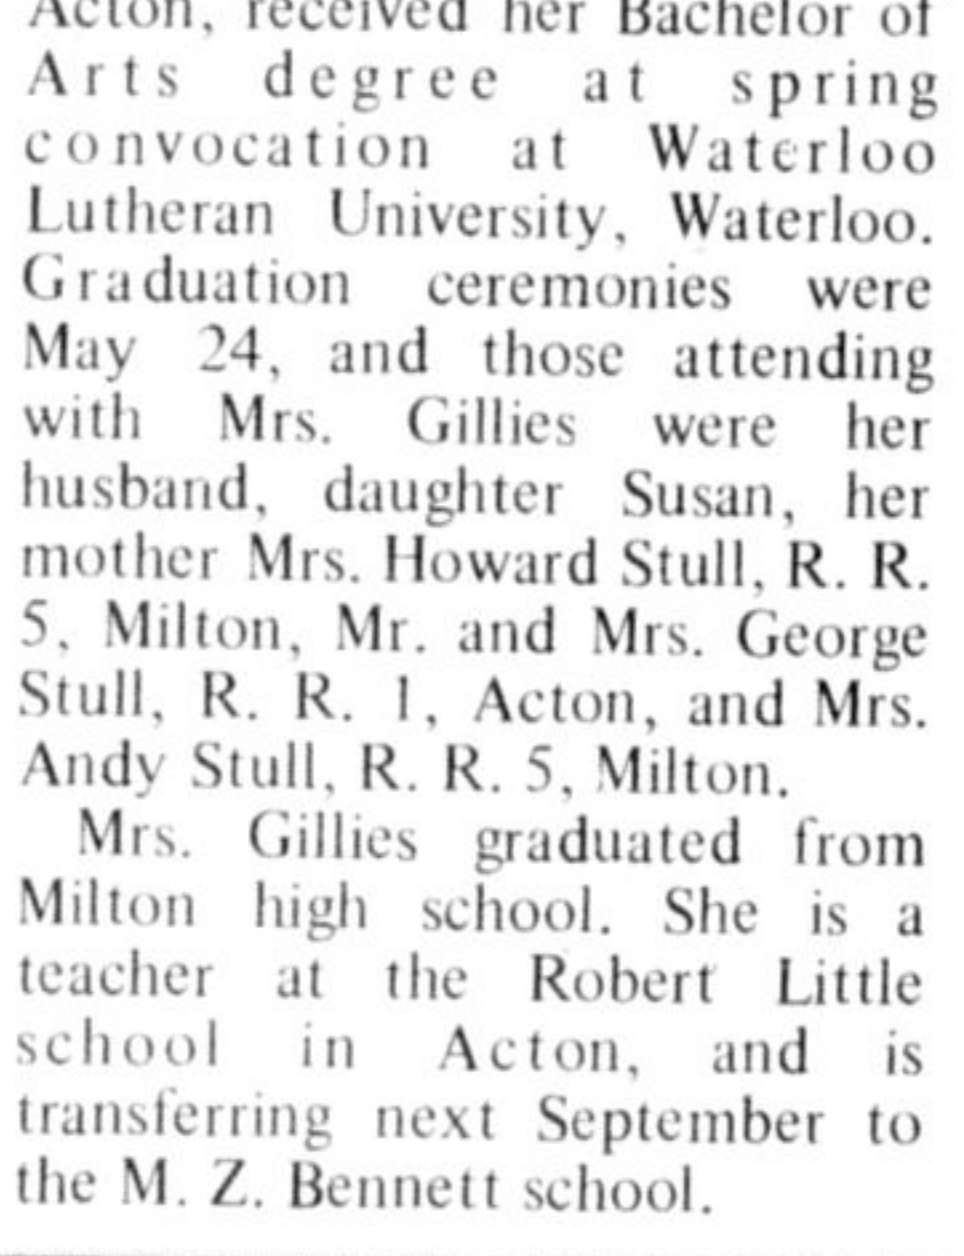 Acton, received her Bachelor of
Arts degree at spring
convocation at Waterloo
Lutheran University, Waterloo.
Graduation ceremonies were
May 24, and those attending
with Mrs. Gillies were her
husband, daughter Susan, her
mother Mrs. Howard Stull, R. R.
5, Milton, Mr. and Mrs. George
Stull, R. R. 1, Acton, and Mrs.
Andy Stull, R. R. 5, Milton.
Mrs. Gillies graduated from
Milton high school. She is a
teacher at the Robert Little
school in Acton, and is
transferring next September to
the M. Z. Bennett school.